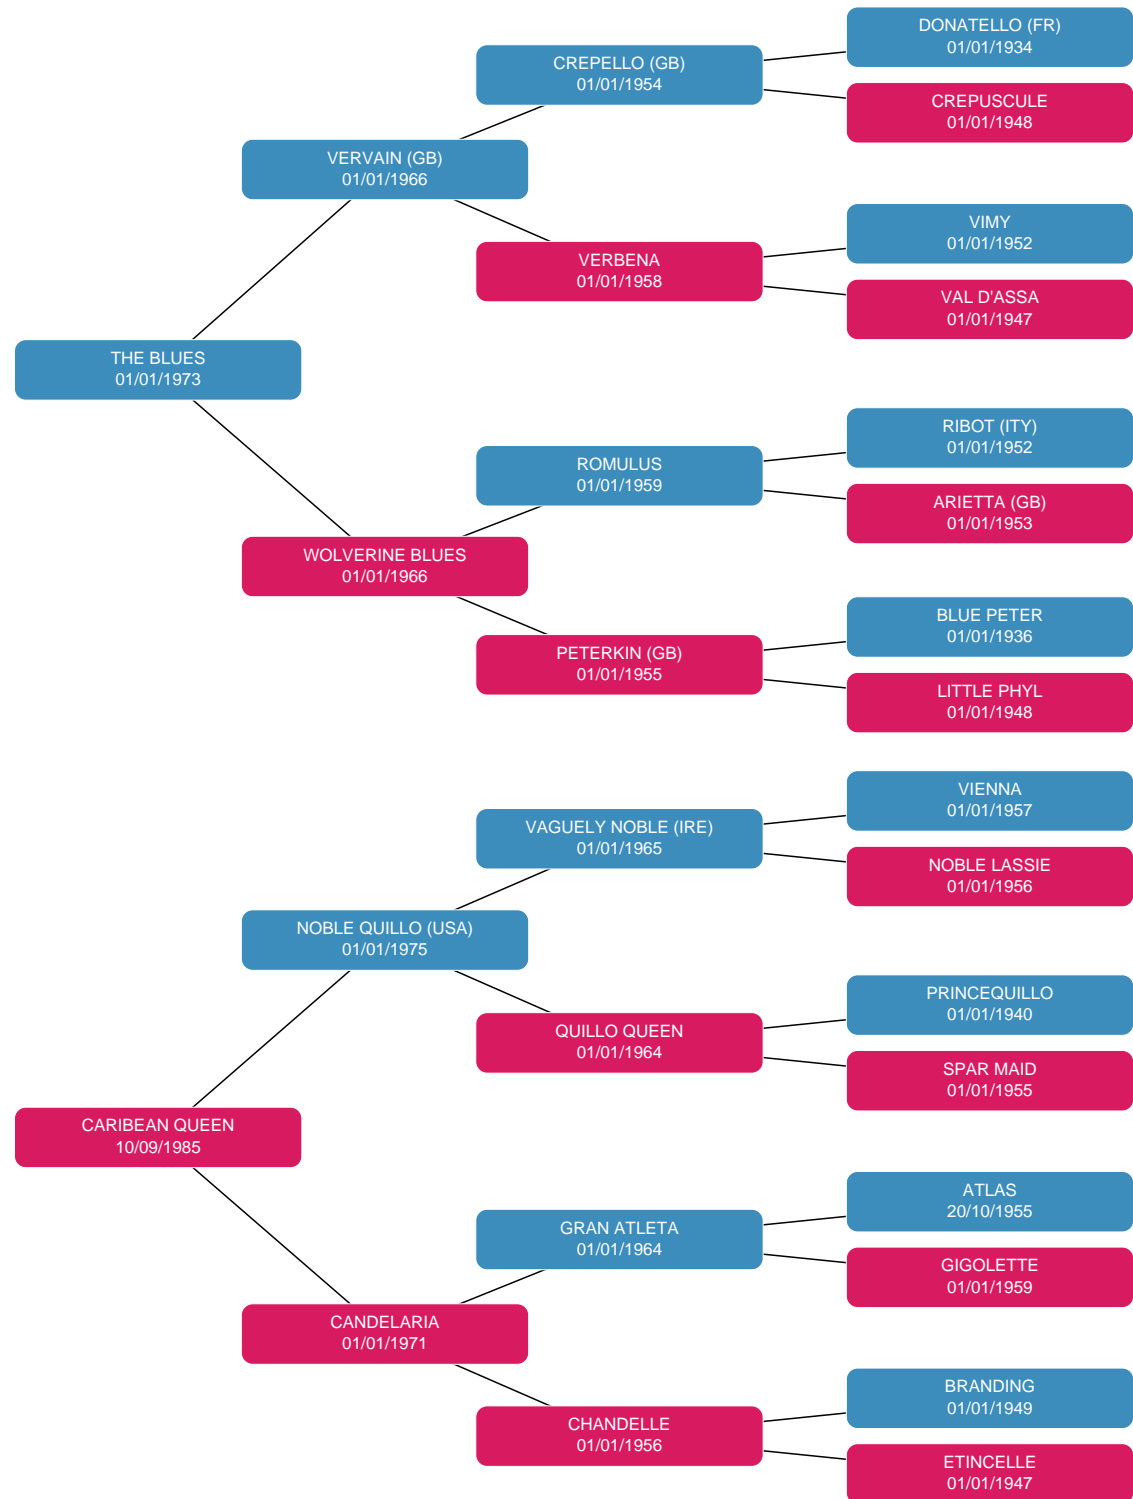 DONATELLO (FR)
01/01/1934
CREPELLO (GB)
01/01/1954
CREPUSCULE
01/01/1948
VERVAIN (GB)
01/01/1966
VIMY
01/01/1952
VERBENA
01/01/1958
VAL D'ASSA
01/01/1947
THE BLUES
01/01/1973
RIBOT (ITY)
01/01/1952
ROMULUS
01/01/1959
ARIETTA (GB)
01/01/1953
WOLVERINE BLUES
01/01/1966
BLUE PETER
01/01/1936
PETERKIN (GB)
01/01/1955
LITTLE PHYL
01/01/1948
VIENNA
01/01/1957
VAGUELY NOBLE (IRE)
01/01/1965
NOBLE LASSIE
01/01/1956
NOBLE QUILLO (USA)
01/01/1975
PRINCEQUILLO
01/01/1940
QUILLO QUEEN
01/01/1964
SPAR MAID
01/01/1955
CARIBEAN QUEEN
10/09/1985
ATLAS
20/10/1955
GRAN ATLETA
01/01/1964
GIGOLETTE
01/01/1959
CANDELARIA
01/01/1971
BRANDING
01/01/1949
CHANDELLE
01/01/1956
ETINCELLE
01/01/1947